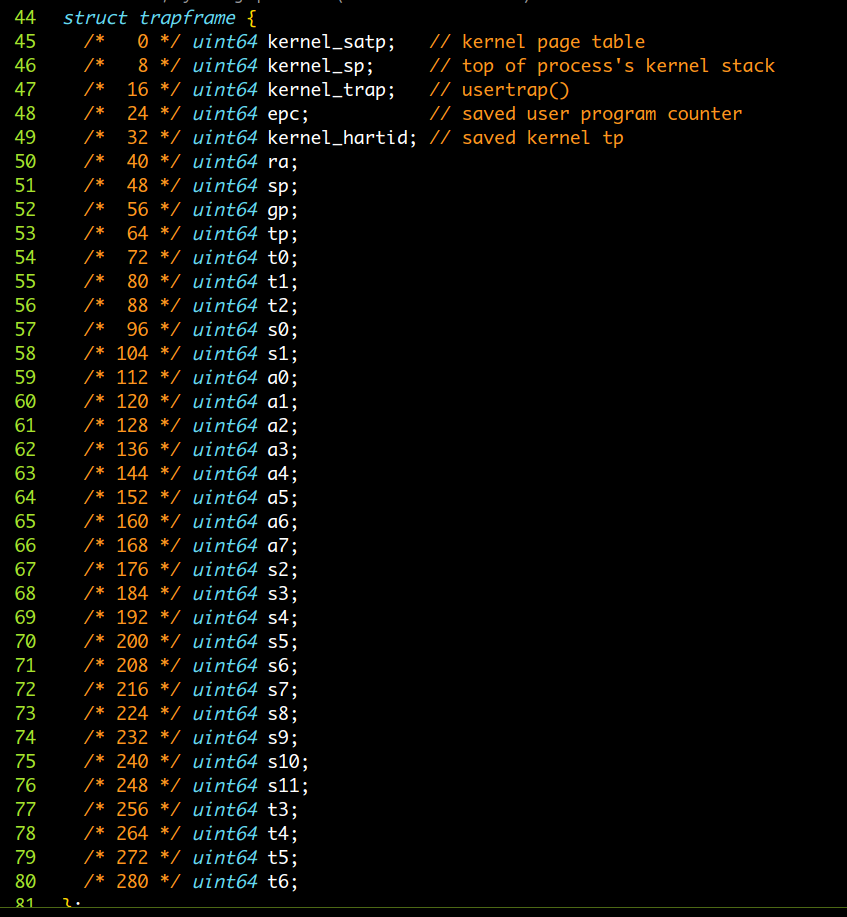 44 struct trapframe {
45 /*   0 */ uint64 kernel_satp;   // kernel page table
46 /*   8 */ uint64 kernel_sp;     // top of process's kernel stack
47 /*  16 */ uint64 kernel_trap;   // usertrap()
48 /*  24 */ uint64 epc;           // saved user program counter
49 /*  32 */ uint64 kernel_hartid; // saved kernel tp
50 /*  40 */ uint64 ra;
51 /*  48 */ uint64 sp;
52 /*  56 */ uint64 gp;
53 /*  64 */ uint64 tp;
54 /*  72 */ uint64 t0;
55 /*  80 */ uint64 t1;
56 /*  88 */ uint64 t2;
57 /*  96 */ uint64 s0;
58 /* 104 */ uint64 s1;
59 /* 112 */ uint64 a0;
60 /* 120 */ uint64 a1;
61 /* 128 */ uint64 a2;
62 /* 136 */ uint64 a3;
63 /* 144 */ uint64 a4;
64 /* 152 */ uint64 a5;
65 /* 160 */ uint64 a6;
66 /* 168 */ uint64 a7;
67 /* 176 */ uint64 s2;
68 /* 184 */ uint64 s3;
69 /* 192 */ uint64 s4;
70 /* 200 */ uint64 s5;
71 /* 208 */ uint64 s6;
72 /* 216 */ uint64 s7;
73 /* 224 */ uint64 s8;
74 /* 232 */ uint64 s9;
75 /* 240 */ uint64 s10;
76 /* 248 */ uint64 s11;
77 /* 256 */ uint64 t3;
78 /* 264 */ uint64 t4;
79 /* 272 */ uint64 t5;
80 /* 280 */ uint64 t6;
81 };